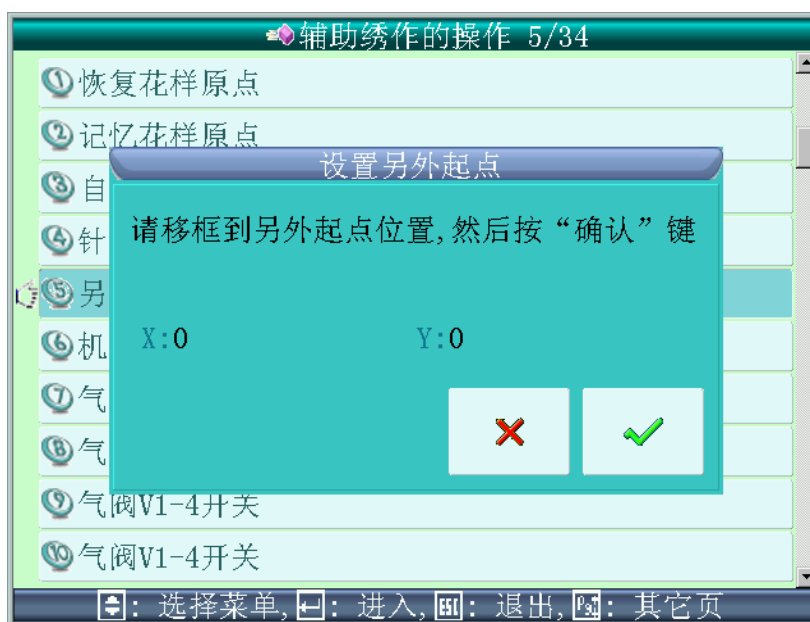 辅助绣作的操作 5/34
① 恢复花样原点
② 记忆花样原点
设置另外起点
③ 自
请移框到另外起点位置,然后按“确认”键
④ 针
⑤ 另
⑥ 机
X:0 Y:0
⑦ 气
⑧ 气
⑨ 气阀V1-4开关
⑩ 气阀V1-4开关
: 选择菜单, : 进入, ESC: 退出, : 其它页